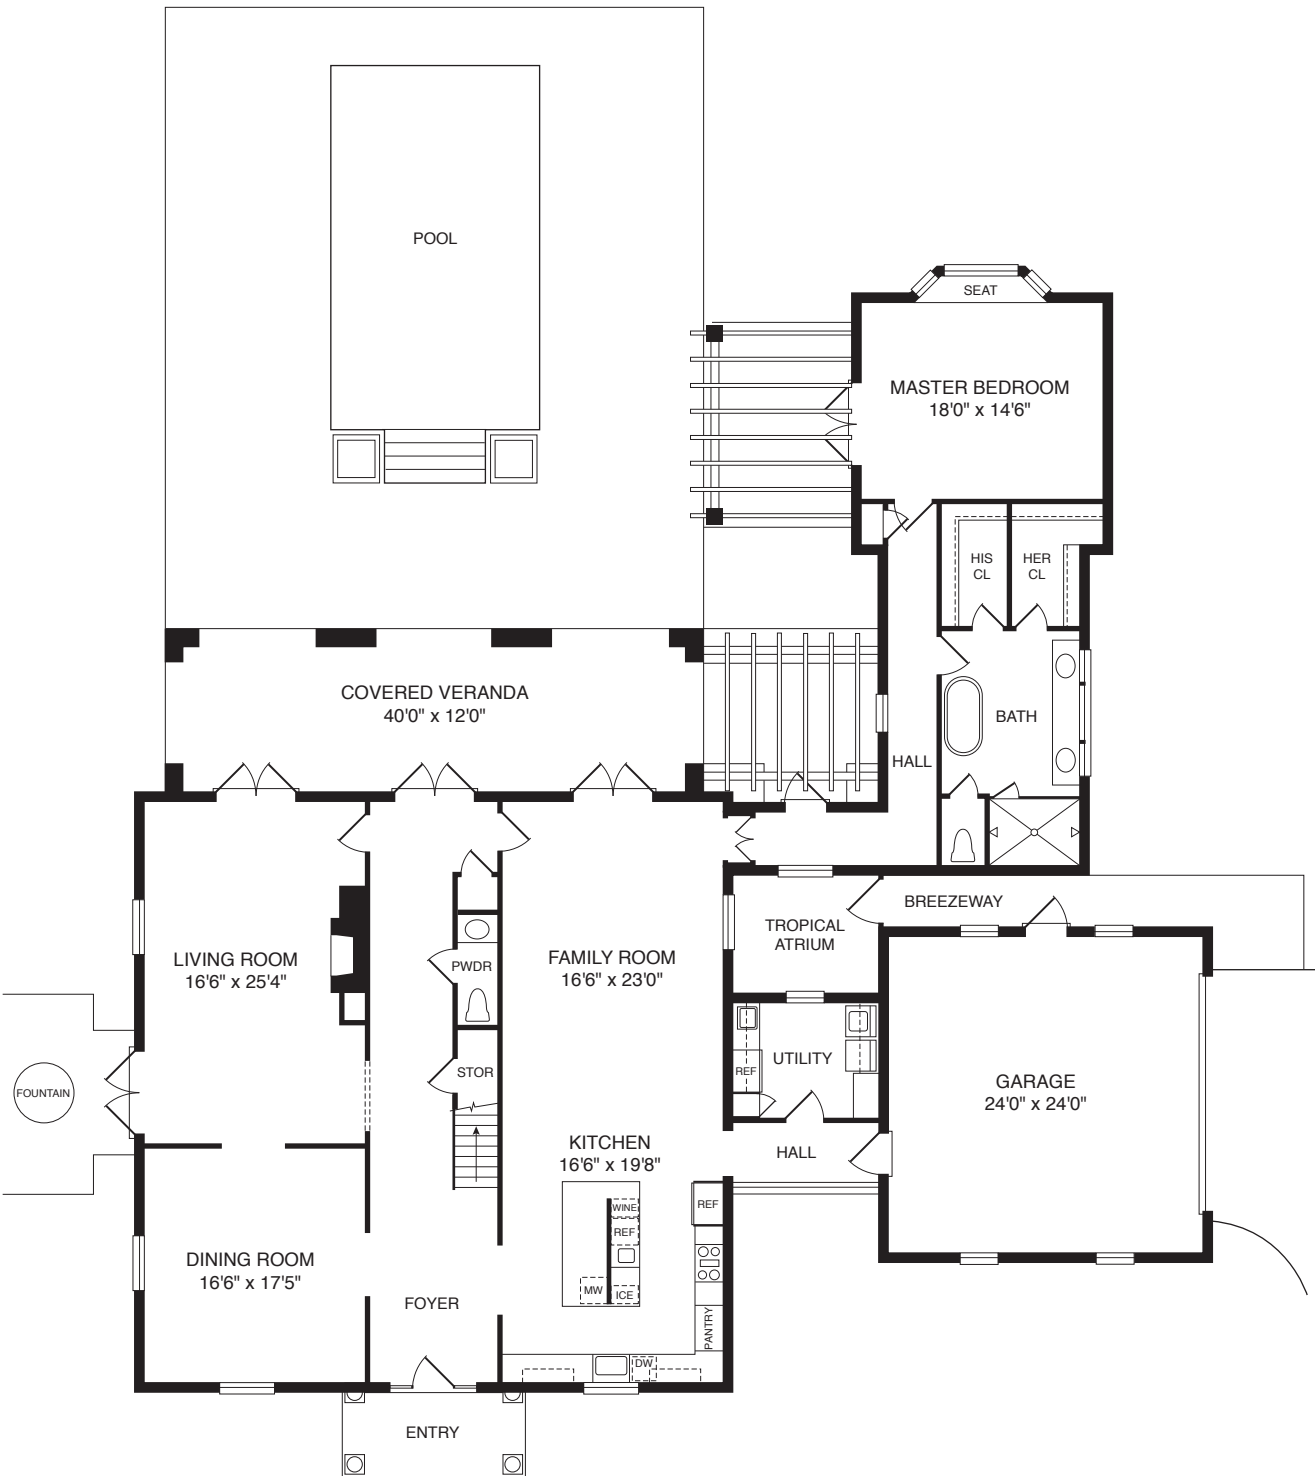 POOL
SEAT
MASTER BEDROOM
18'0" x 14'6"
HIS
CL
HER
CL
COVERED VERANDA
40'0" x 12'0"
BATH
HALL
BREEZEWAY
TROPICAL
ATRIUM
LIVING ROOM
16'6" x 25'4"
PWDR
FAMILY ROOM
16'6" x 23'0"
UTILITY
REF
STOR
FOUNTAIN
GARAGE
24'0" x 24'0"
KITCHEN
16'6" x 19'8"
HALL
WINE
REF
REF
DINING ROOM
16'6" x 17'5"
MW
ICE
FOYER
PANTRY
DW
ENTRY